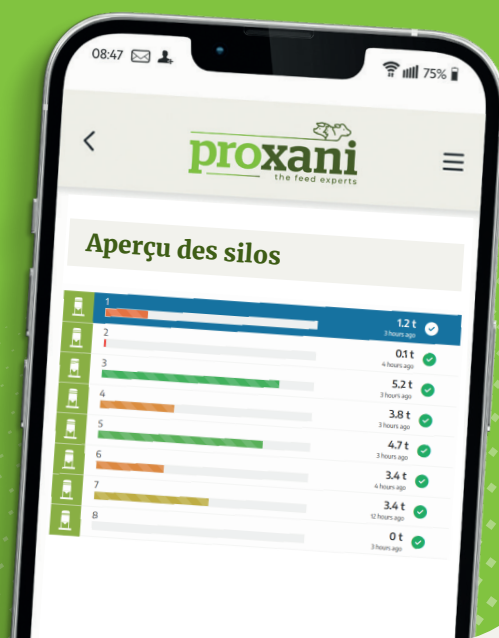 08:47
75%
proxani
the feed experts
Aperçu des silos
1
1.2 t
3 hours ago
2
0.1 t
4 hours ago
3
5.2 t
3 hours ago
4
3.8 t
3 hours ago
5
4.7 t
3 hours ago
6
3.4 t
4 hours ago
7
3.4 t
12 hours ago
8
0 t
3 hours ago